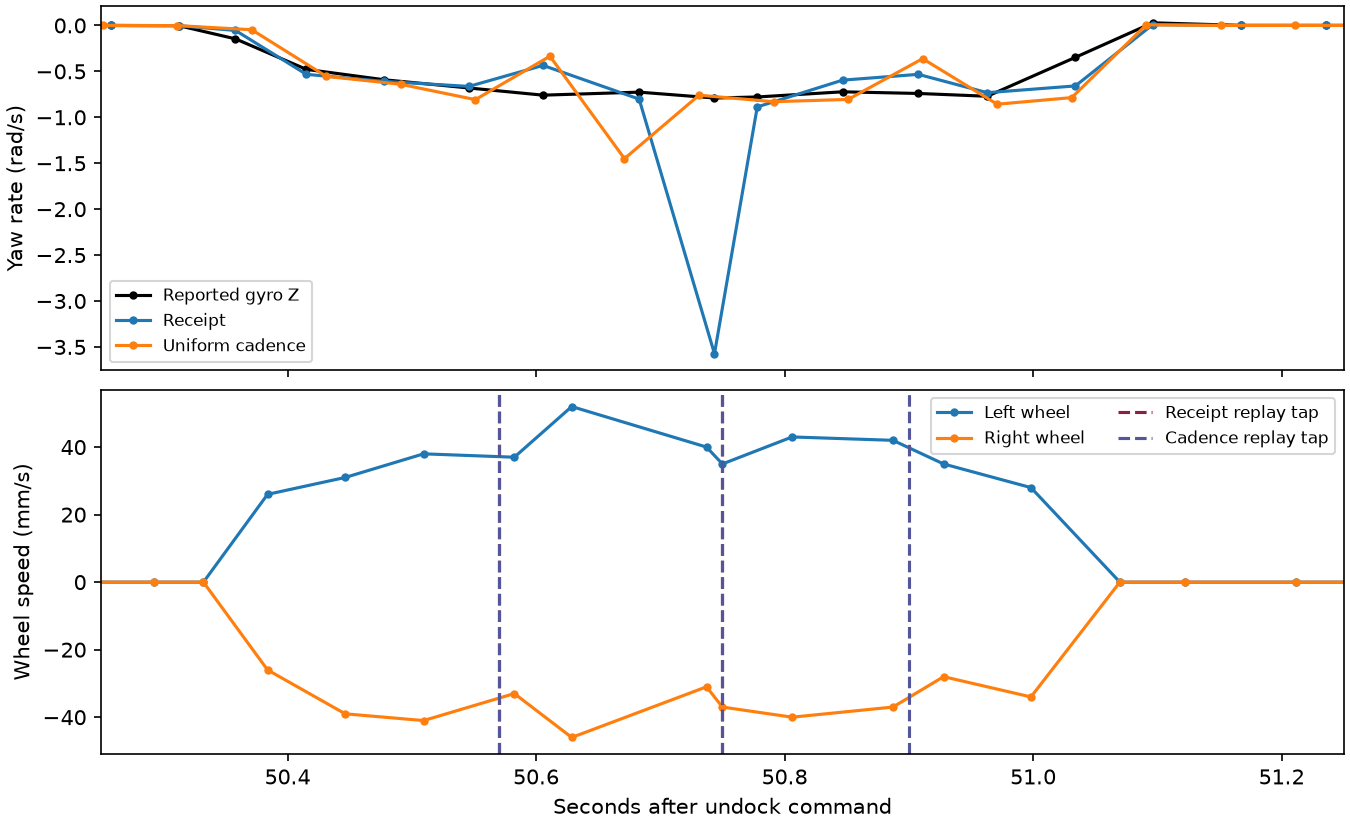 0.0
−0.5
−1.0
−1.5
−2.0
−2.5
−3.0
−3.5
Yaw rate (rad/s)
Reported gyro Z
Receipt
Uniform cadence
40
20
0
−20
−40
Wheel speed (mm/s)
Left wheel
Right wheel
Receipt replay tap
Cadence replay tap
50.4
50.6
50.8
51.0
51.2
Seconds after undock command